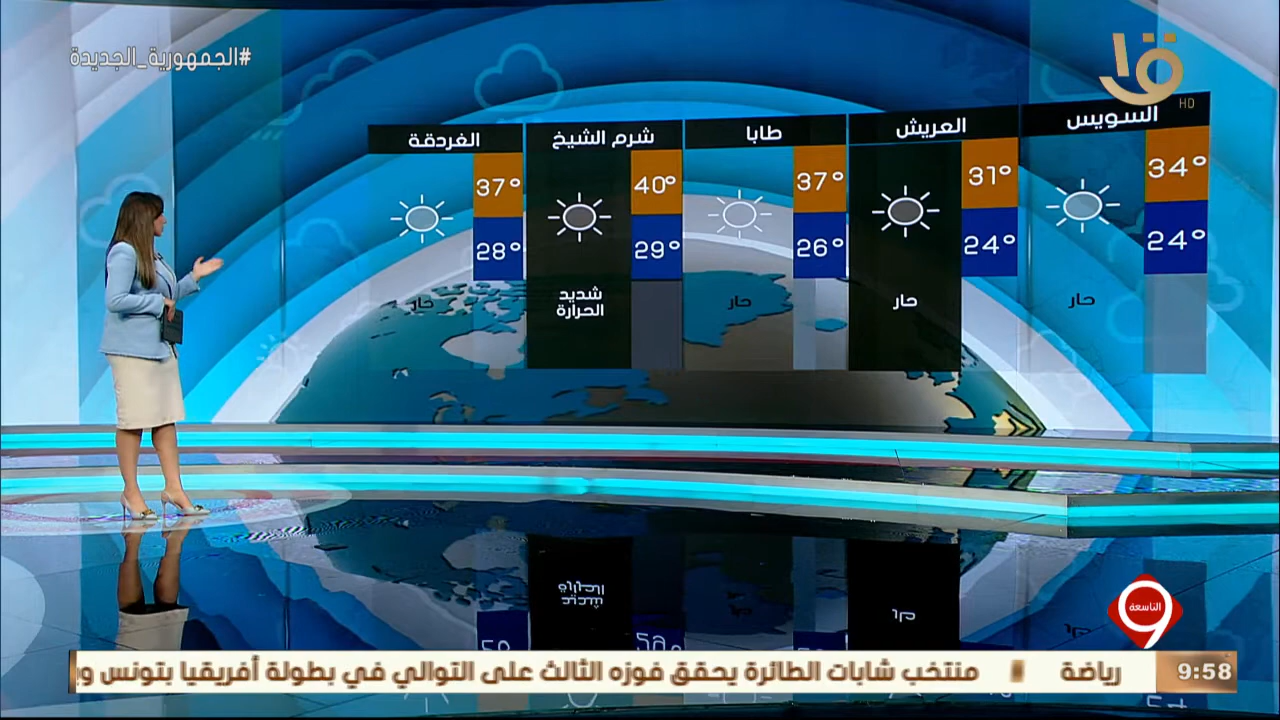 #الجمهورية_الجديدة
HD
السويس
34°
24°
حار
العريش
31°
24°
حار
طابا
37°
26°
حار
شرم الشيخ
40°
29°
شديد
الحرارة
الغردقة
37°
28°
حار
التاسعة
9
9:58
رياضة
منتخب شابات الطائرة يحقق فوزه الثالث على التوالي في بطولة أفريقيا بتونس